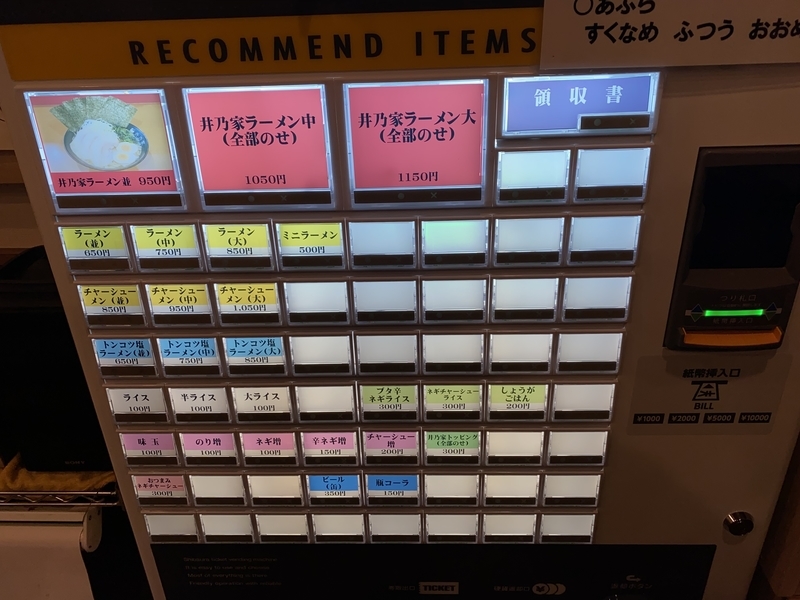 ○あぶら
すくなめ ふつう おおめ
RECOMMEND ITEMS
井乃家ラーメン並 950円
井乃家ラーメン中
(全部のせ)
1050円
井乃家ラーメン大
(全部のせ)
1150円
領収書
ラーメン
(並)
650円
ラーメン
(中)
750円
ラーメン
(大)
850円
ミニラーメン
500円
チャーシュー
メン (並)
850円
チャーシュー
メン (中)
950円
チャーシュー
メン (大)
1,050円
トンコツ塩
ラーメン(並)
650円
トンコツ塩
ラーメン(中)
750円
トンコツ塩
ラーメン(大)
850円
ライス
100円
半ライス
100円
大ライス
100円
ブタ辛
ネギライス
300円
ネギチャーシュー
ライス
300円
しょうが
ごはん
200円
味玉
100円
のり増
100円
ネギ増
100円
辛ネギ増
150円
チャーシュー
増
200円
井乃家トッピング
(全部のせ)
300円
おつまみ
ネギチャーシュー
300円
ビール
(缶)
350円
瓶コーラ
150円
つり札口
紙幣挿入口
BILL
¥1000 ¥2000 ¥5000 ¥10000
TICKET